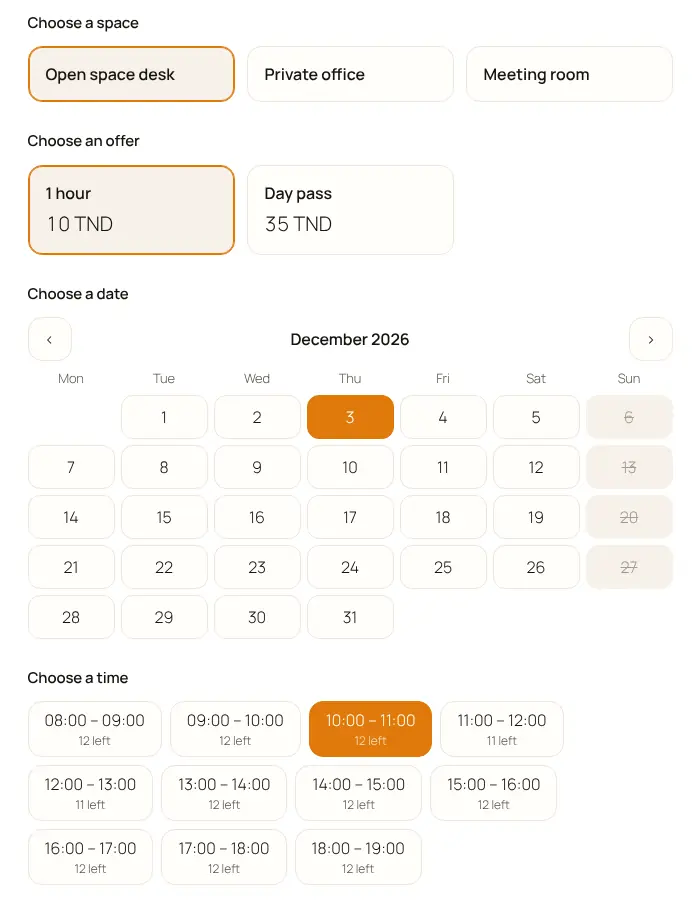 Choose a space
Open space desk Private office Meeting room
Choose an offer
1 hour Day pass
10 TND 35 TND
Choose a date
‹ December 2026 ›
Mon Tue Wed Thu Fri Sat Sun
1 2 3 4 5 6
7 8 9 10 11 12 13
14 15 16 17 18 19 20
21 22 23 24 25 26 27
28 29 30 31
Choose a time
08:00 – 09:00 09:00 – 10:00 10:00 – 11:00 11:00 – 12:00
12 left 12 left 12 left 11 left
12:00 – 13:00 13:00 – 14:00 14:00 – 15:00 15:00 – 16:00
11 left 12 left 12 left 12 left
16:00 – 17:00 17:00 – 18:00 18:00 – 19:00
12 left 12 left 12 left